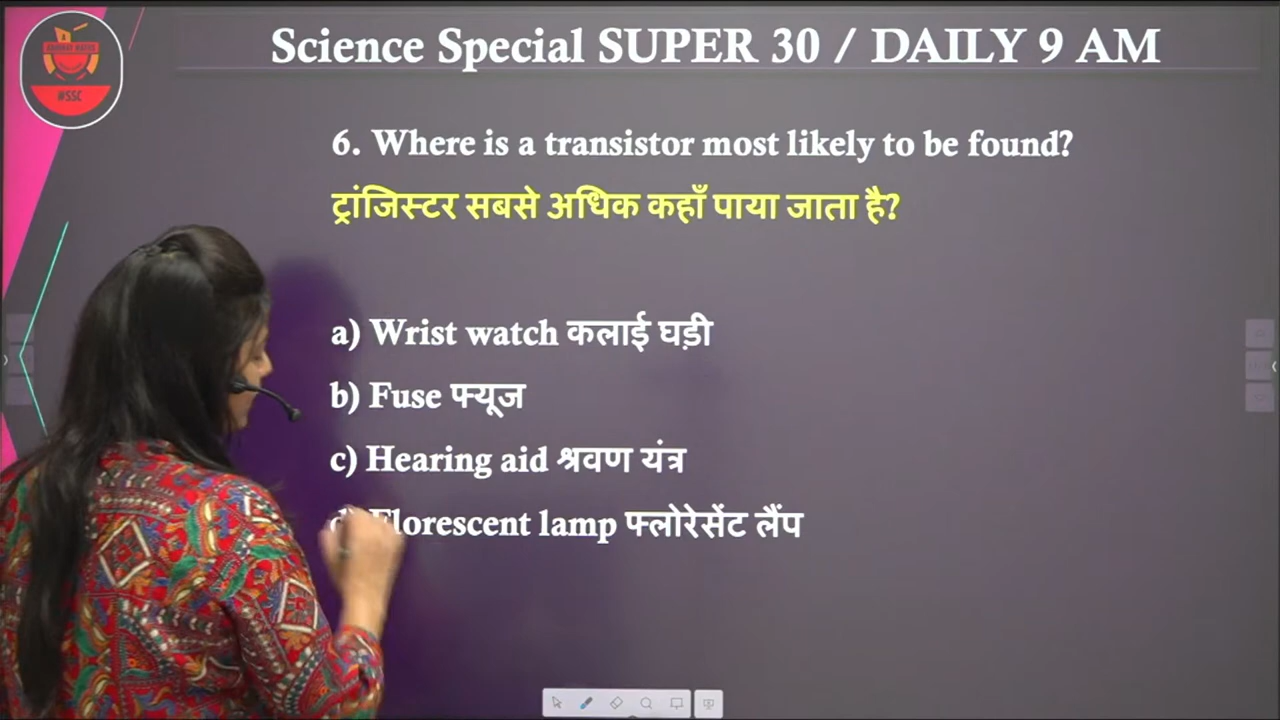 Science Special SUPER 30 / DAILY 9 AM
#SSC
6. Where is a transistor most likely to be found?
ट्रांजिस्टर सबसे अधिक कहाँ पाया जाता है?
a) Wrist watch कलाई घड़ी
b) Fuse फ्यूज
c) Hearing aid श्रवण यंत्र
d) Florescent lamp फ्लोरेसेंट लैंप